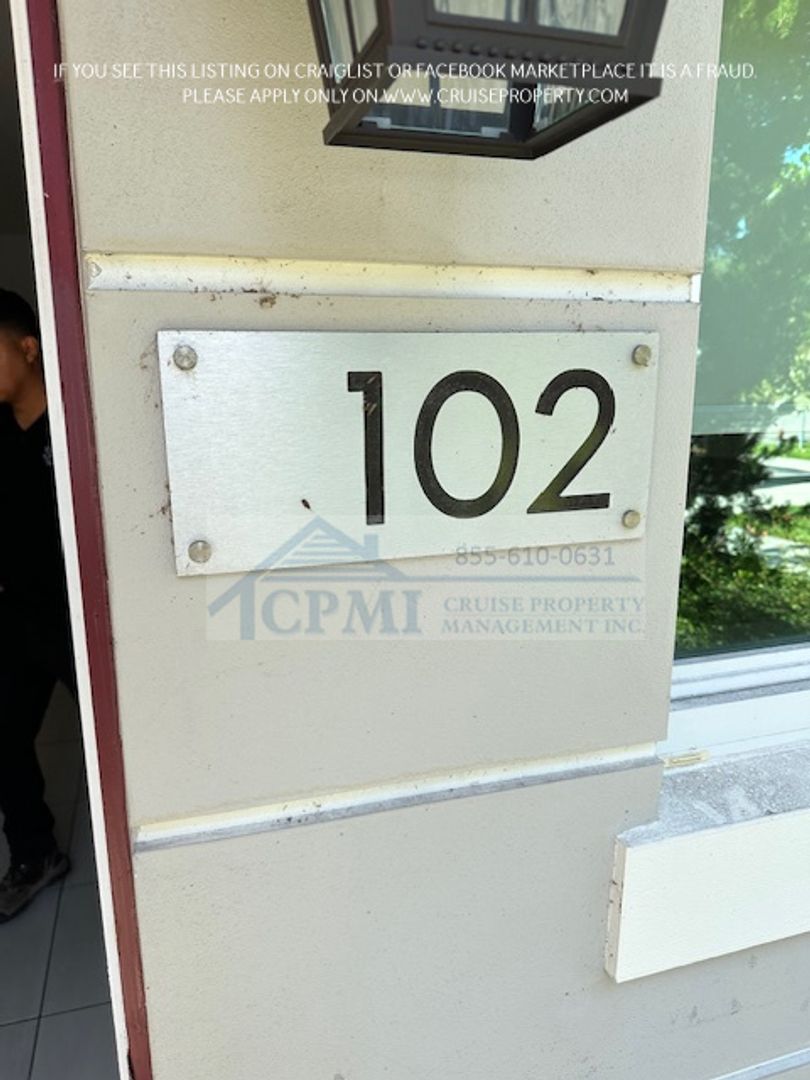 IF YOU SEE THIS LISTING ON CRAIGLIST OR FACEBOOK MARKETPLACE IT IS A FRAUD.
PLEASE APPLY ONLY ON WWW.CRUISEPROPERTY.COM
102
855-610-0631
CPMI CRUISE PROPERTY
MANAGEMENT INC.